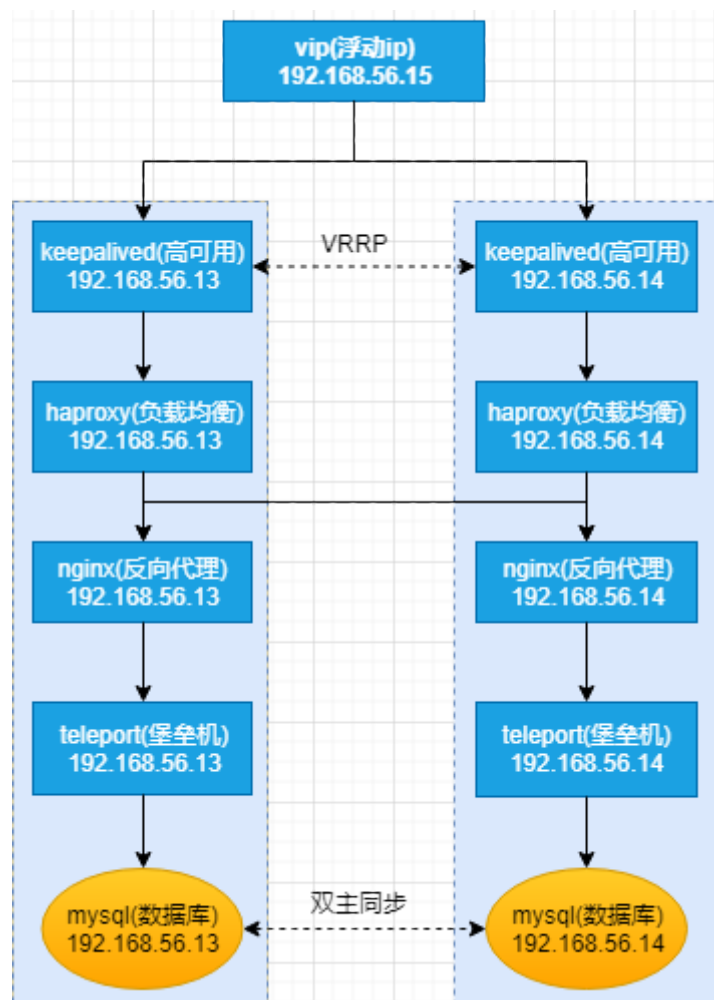 vip(浮动ip)
192.168.56.15
keepalived(高可用)
192.168.56.13
VRRP
keepalived(高可用)
192.168.56.14
haproxy(负载均衡)
192.168.56.13
haproxy(负载均衡)
192.168.56.14
nginx(反向代理)
192.168.56.13
nginx(反向代理)
192.168.56.14
teleport(堡垒机)
192.168.56.13
teleport(堡垒机)
192.168.56.14
mysql(数据库)
192.168.56.13
双主同步
mysql(数据库)
192.168.56.14